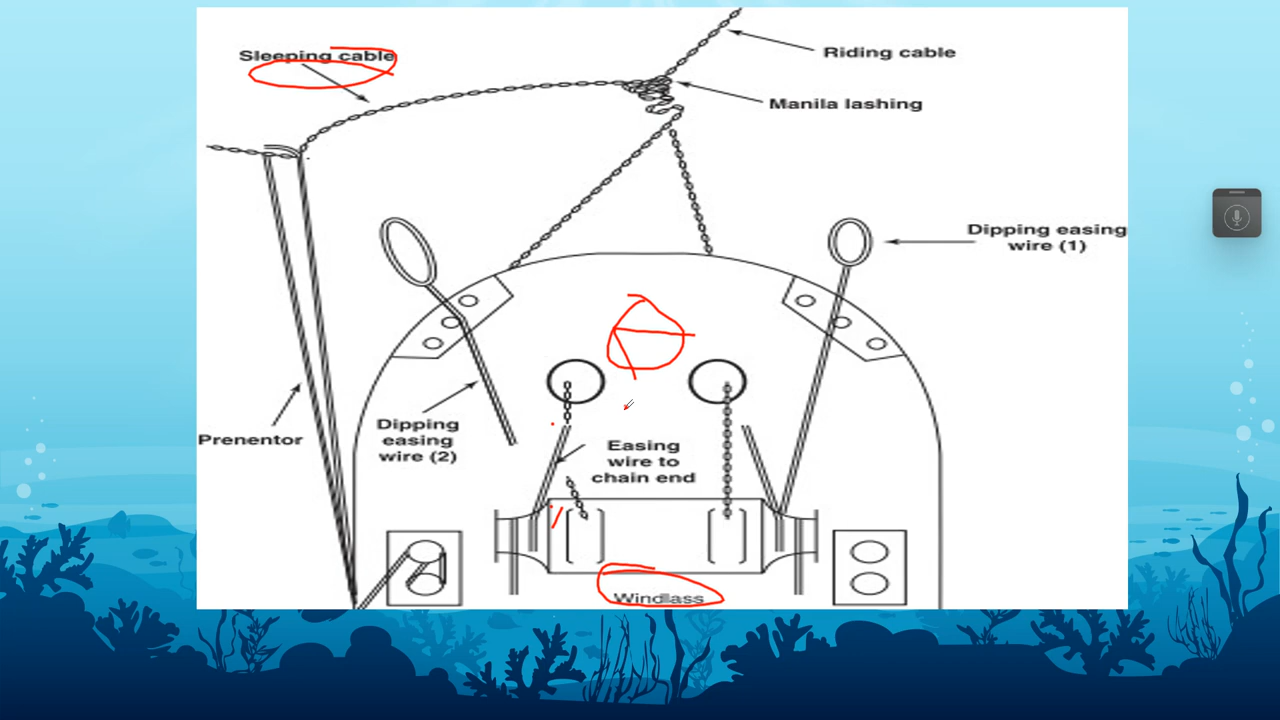 Sleeping cable
Riding cable
Manila lashing
Dipping easing
wire (1)
Prenentor
Dipping
easing
wire (2)
Easing
wire to
chain end
Windlass